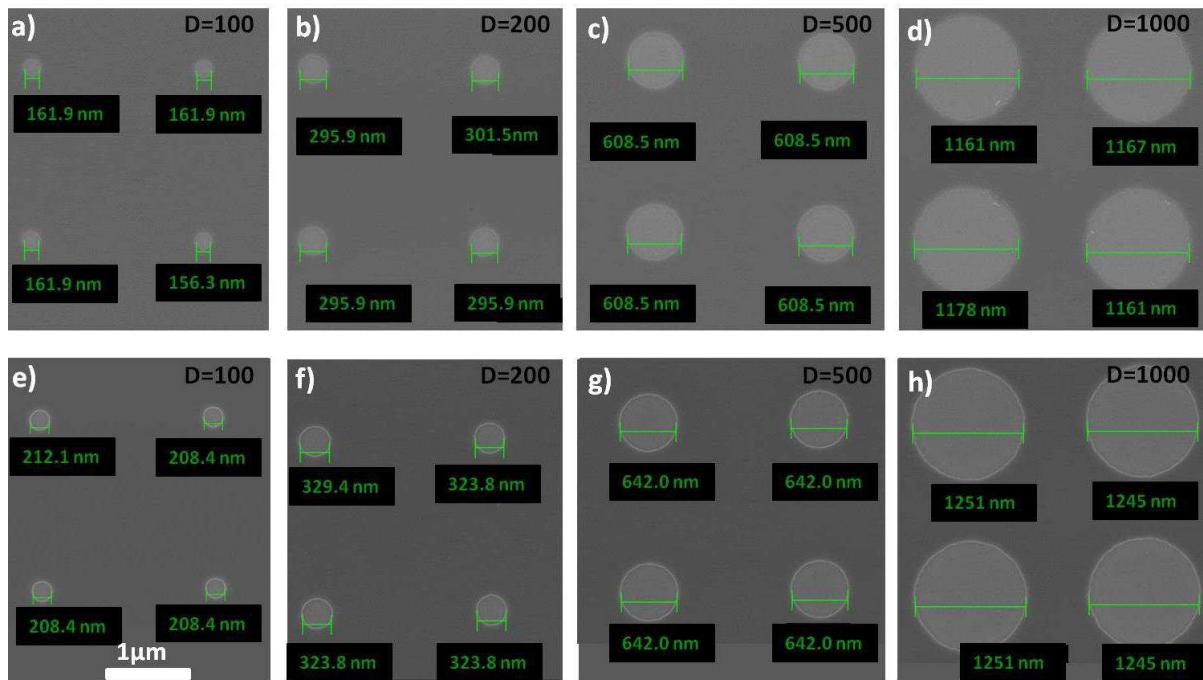 a) D=100
161.9 nm 161.9 nm
161.9 nm 156.3 nm
b) D=200
295.9 nm 301.5nm
295.9 nm 295.9 nm
c) D=500
608.5 nm 608.5 nm
608.5 nm 608.5 nm
d) D=1000
1161 nm 1167 nm
1178 nm 1161 nm
e) D=100
212.1 nm 208.4 nm
208.4 nm 208.4 nm
1µm
f) D=200
329.4 nm 323.8 nm
323.8 nm 323.8 nm
g) D=500
642.0 nm 642.0 nm
642.0 nm 642.0 nm
h) D=1000
1251 nm 1245 nm
1251 nm 1245 nm